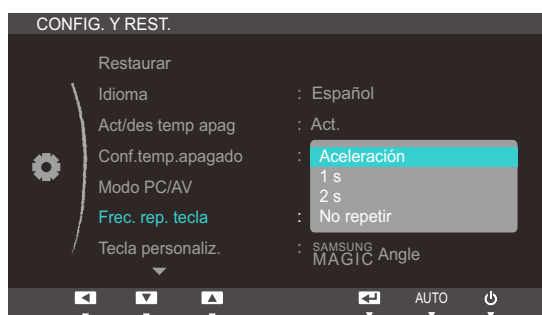 CONFIG. Y REST.
Restaurar
Idioma : Español
Act/des temp apag : Act.
Conf.temp.apagado :
Aceleración
1 s
2 s
Modo PC/AV
Frec. rep. tecla : No repetir
Tecla personaliz. : SAMSUNG MAGIC Angle
AUTO